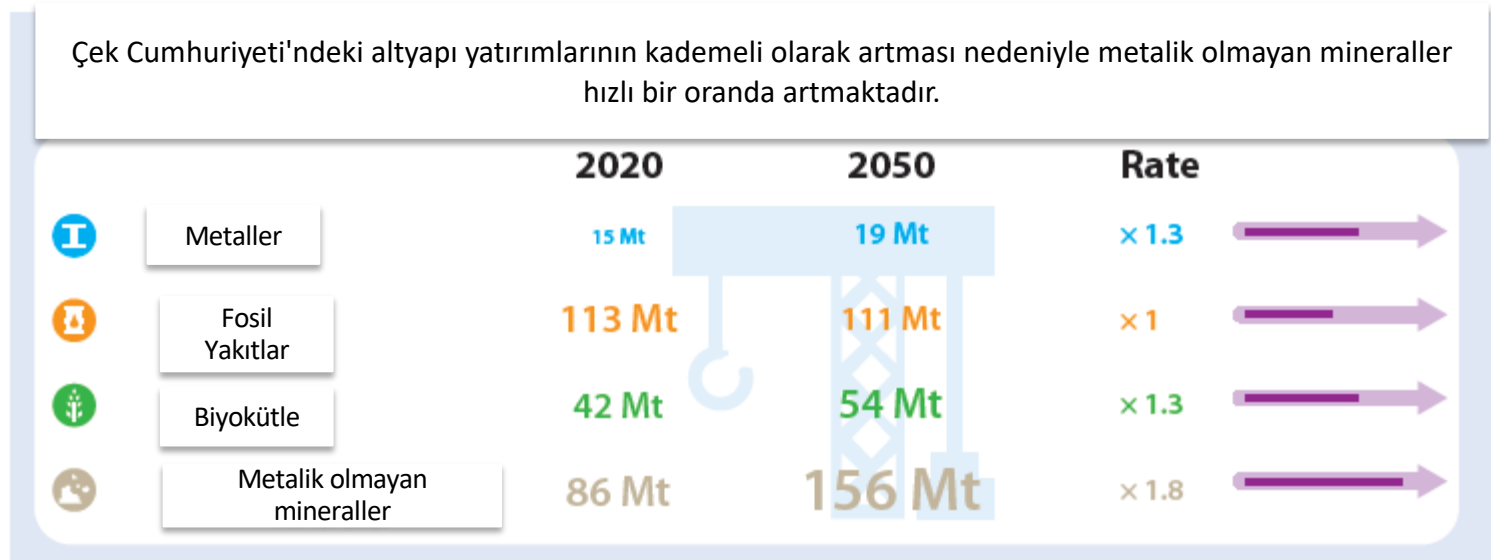 Çek Cumhuriyeti'ndeki altyapı yatırımlarının kademeli olarak artması nedeniyle metalik olmayan mineraller
hızlı bir oranda artmaktadır.
2020 2050 Rate
Metaller 15 Mt 19 Mt × 1.3
Fosil
Yakıtlar 113 Mt 111 Mt × 1
Biyokütle 42 Mt 54 Mt × 1.3
Metalik olmayan
mineraller 86 Mt 156 Mt × 1.8